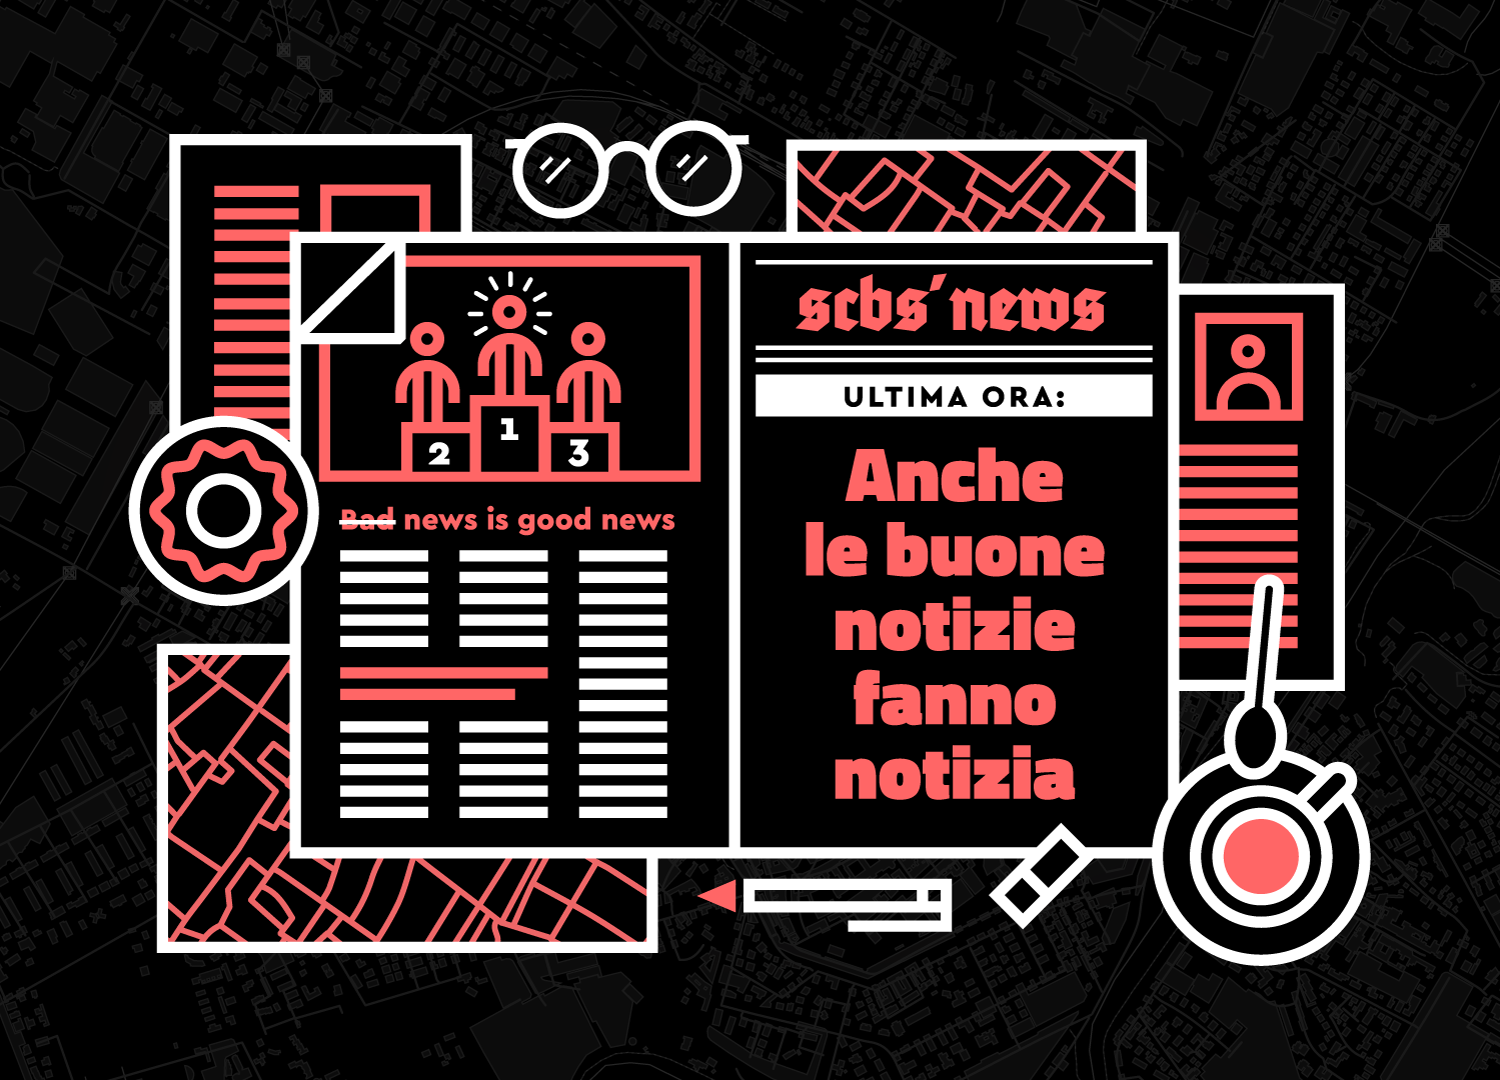 1
2
3
Bad news is good news
scbs'news
ULTIMA ORA:
Anche
le buone
notizie
fanno
notizia